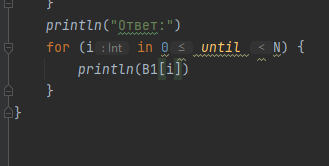 }
println("Ответ:")
for (i : Int in 0 ≤ until < N) {
println(B1[i])
}
}